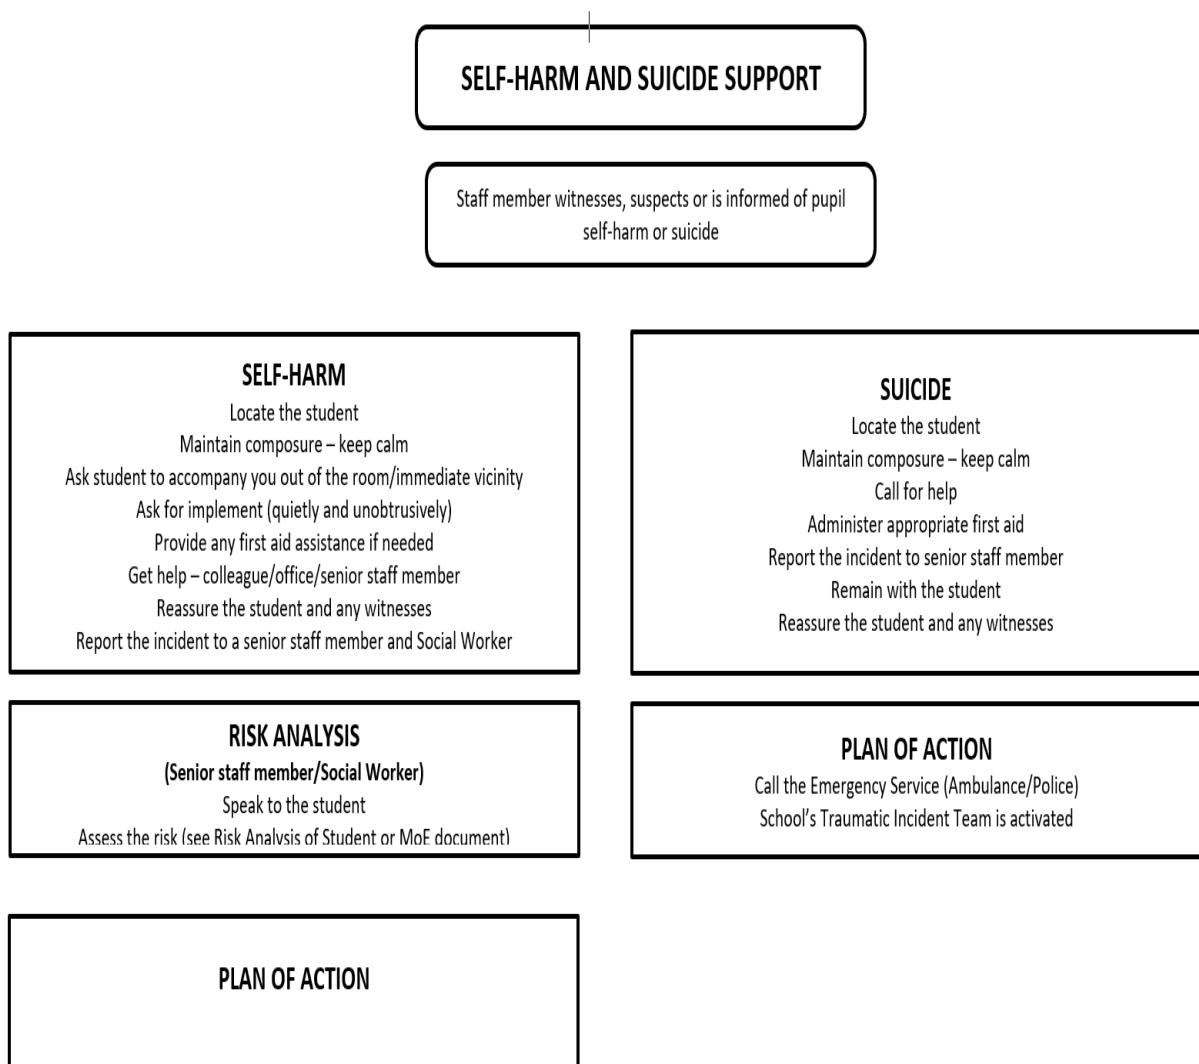 SELF-HARM AND SUICIDE SUPPORT
Staff member witnesses, suspects or is informed of pupil
self-harm or suicide
SELF-HARM
Locate the student
Maintain composure – keep calm
Ask student to accompany you out of the room/immediate vicinity
Ask for implement (quietly and unobtrusively)
Provide any first aid assistance if needed
Get help – colleague/office/senior staff member
Reassure the student and any witnesses
Report the incident to a senior staff member and Social Worker
SUICIDE
Locate the student
Maintain composure – keep calm
Call for help
Administer appropriate first aid
Report the incident to senior staff member
Remain with the student
Reassure the student and any witnesses
RISK ANALYSIS
(Senior staff member/Social Worker)
Speak to the student
Assess the risk (see Risk Analysis of Student or MoE document)
PLAN OF ACTION
Call the Emergency Service (Ambulance/Police)
School's Traumatic Incident Team is activated
PLAN OF ACTION